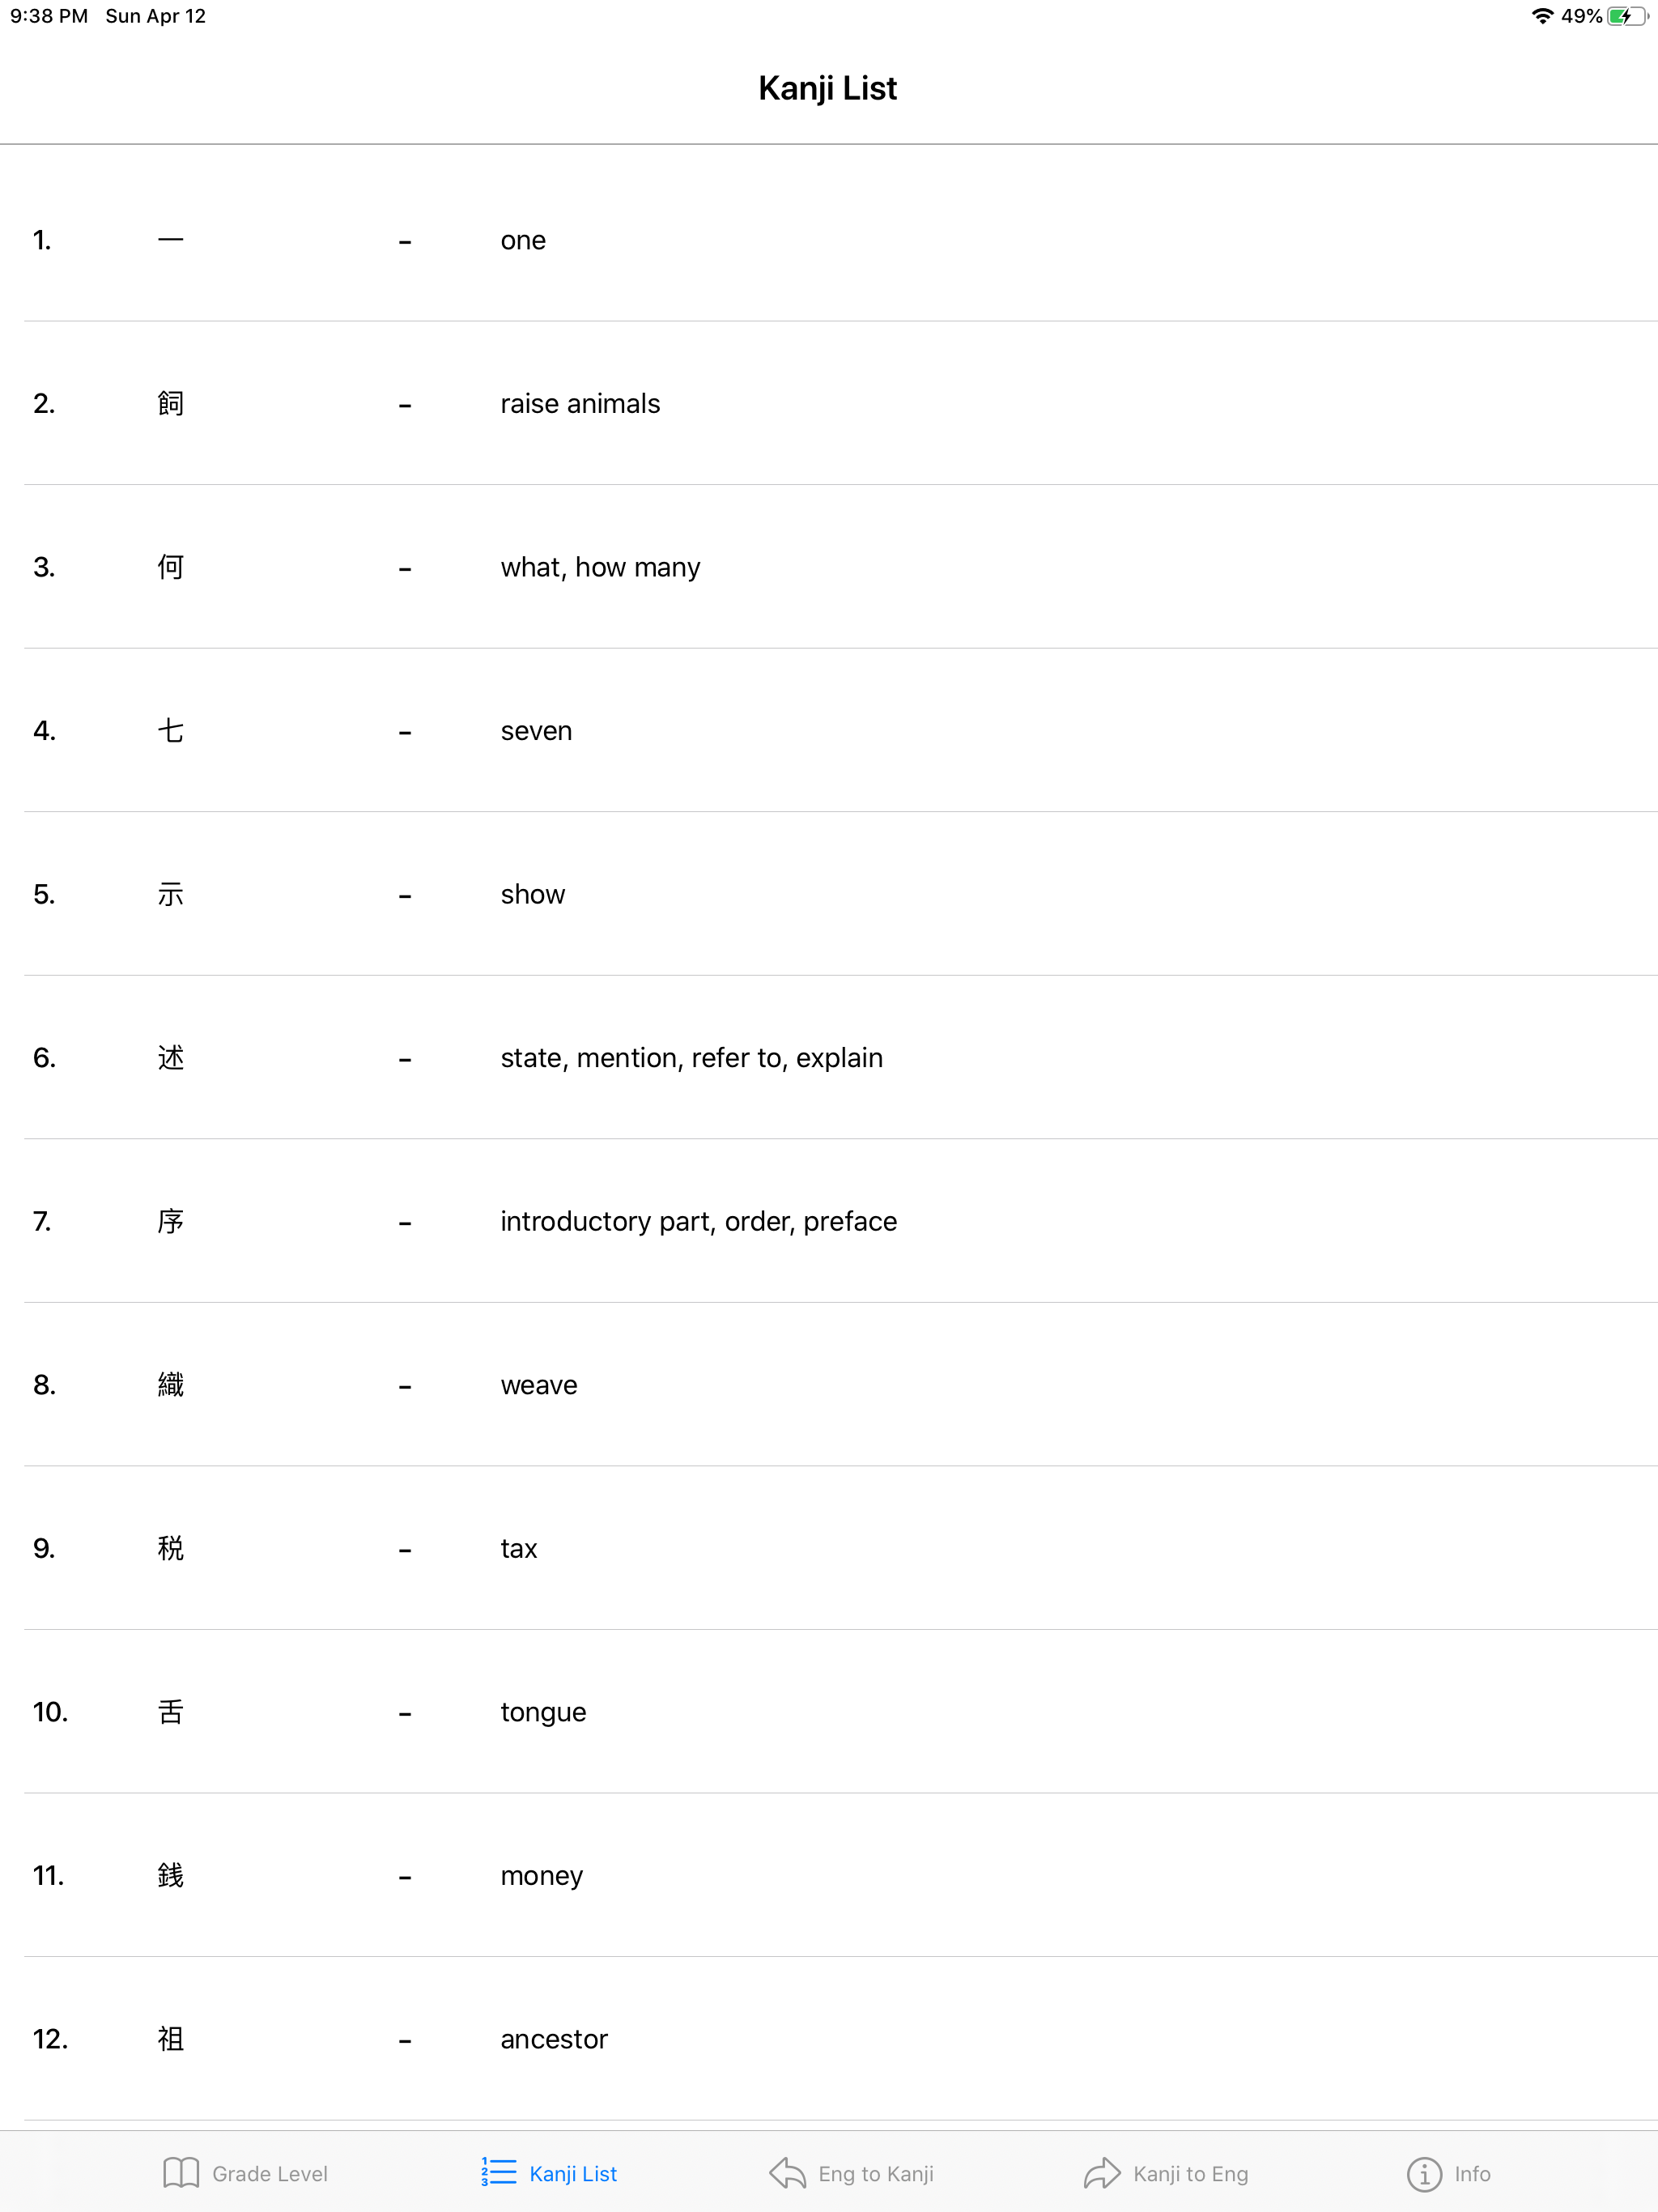 9:38 PM Sun Apr 12 49%
Kanji List
1. 一 - one
2. 飼 - raise animals
3. 何 - what, how many
4. 七 - seven
5. 示 - show
6. 述 - state, mention, refer to, explain
7. 序 - introductory part, order, preface
8. 織 - weave
9. 税 - tax
10. 舌 - tongue
11. 銭 - money
12. 祖 - ancestor
Grade Level Kanji List Eng to Kanji Kanji to Eng Info